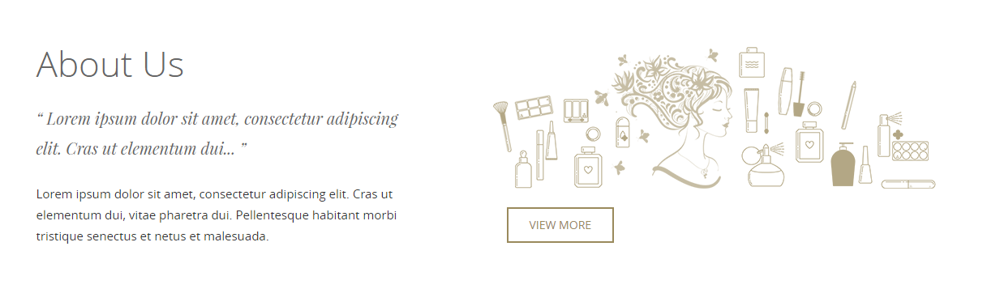 About Us
“ Lorem ipsum dolor sit amet, consectetur adipiscing
elit. Cras ut elementum dui... ”
Lorem ipsum dolor sit amet, consectetur adipiscing elit. Cras ut
elementum dui, vitae pharetra dui. Pellentesque habitant morbi
tristique senectus et netus et malesuada.
VIEW MORE